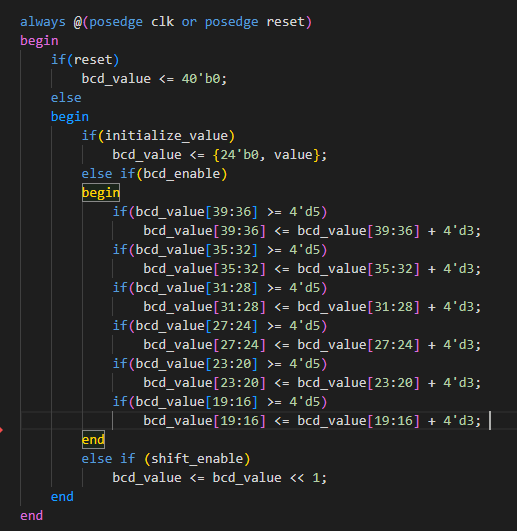 always @(posedge clk or posedge reset)
begin
    if(reset)
        bcd_value <= 40'b0;
    else
    begin
        if(initialize_value)
            bcd_value <= {24'b0, value};
        else if(bcd_enable)
        begin
            if(bcd_value[39:36] >= 4'd5)
                bcd_value[39:36] <= bcd_value[39:36] + 4'd3;
            if(bcd_value[35:32] >= 4'd5)
                bcd_value[35:32] <= bcd_value[35:32] + 4'd3;
            if(bcd_value[31:28] >= 4'd5)
                bcd_value[31:28] <= bcd_value[31:28] + 4'd3;
            if(bcd_value[27:24] >= 4'd5)
                bcd_value[27:24] <= bcd_value[27:24] + 4'd3;
            if(bcd_value[23:20] >= 4'd5)
                bcd_value[23:20] <= bcd_value[23:20] + 4'd3;
            if(bcd_value[19:16] >= 4'd5)
                bcd_value[19:16] <= bcd_value[19:16] + 4'd3;
        end
        else if (shift_enable)
            bcd_value <= bcd_value << 1;
    end
end